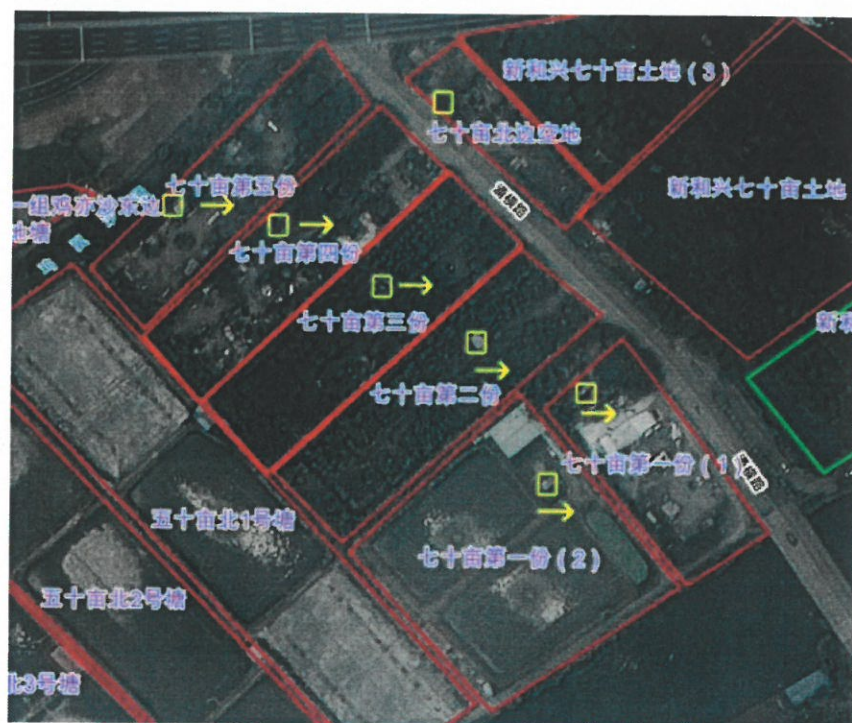 新和兴七十亩土地(3)
七十亩北边空地
七十亩第五份
新和兴七十亩土地
一组鸡亦沙东边
地塘
七十亩第四份
七十亩第三份
新和
七十亩第二份
七十亩第一份(1)
五十亩北1号塘
七十亩第一份(2)
五十亩北2号塘
北3号塘